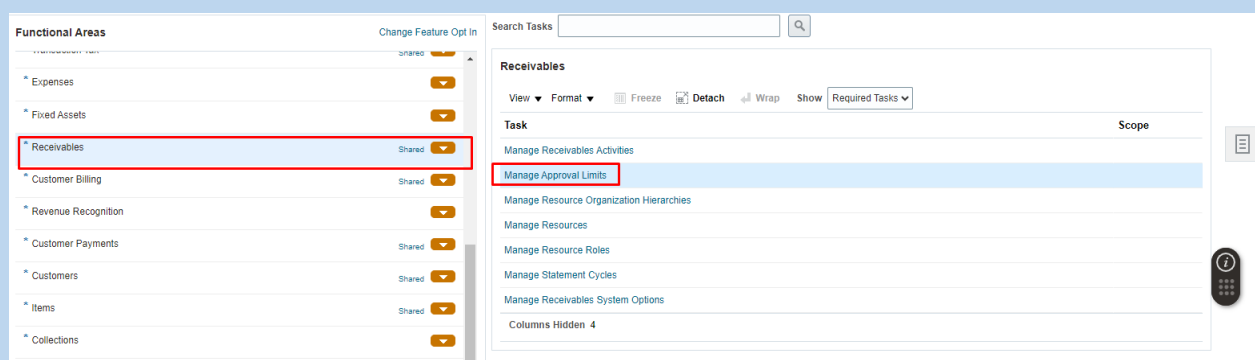 Functional Areas
Change Feature Opt In
Shared
* Expenses
* Fixed Assets
* Receivables Shared
* Customer Billing Shared
* Revenue Recognition
* Customer Payments Shared
* Customers Shared
* Items Shared
* Collections
Search Tasks
Receivables
View Format Freeze Detach Wrap Show Required Tasks
Task Scope
Manage Receivables Activities
Manage Approval Limits
Manage Resource Organization Hierarchies
Manage Resources
Manage Resource Roles
Manage Statement Cycles
Manage Receivables System Options
Columns Hidden 4